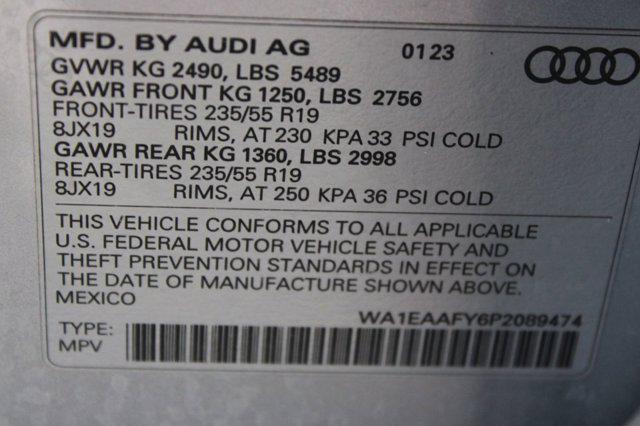 MFD. BY AUDI AG 0123
GVWR KG 2490, LBS 5489
GAWR FRONT KG 1250, LBS 2756
FRONT-TIRES 235/55 R19
8JX19 RIMS, AT 230 KPA 33 PSI COLD
GAWR REAR KG 1360, LBS 2998
REAR-TIRES 235/55 R19
8JX19 RIMS, AT 250 KPA 36 PSI COLD
THIS VEHICLE CONFORMS TO ALL APPLICABLE
U.S. FEDERAL MOTOR VEHICLE SAFETY AND
THEFT PREVENTION STANDARDS IN EFFECT ON
THE DATE OF MANUFACTURE SHOWN ABOVE.
MEXICO
WA1EAAFY6P2089474
TYPE:
MPV